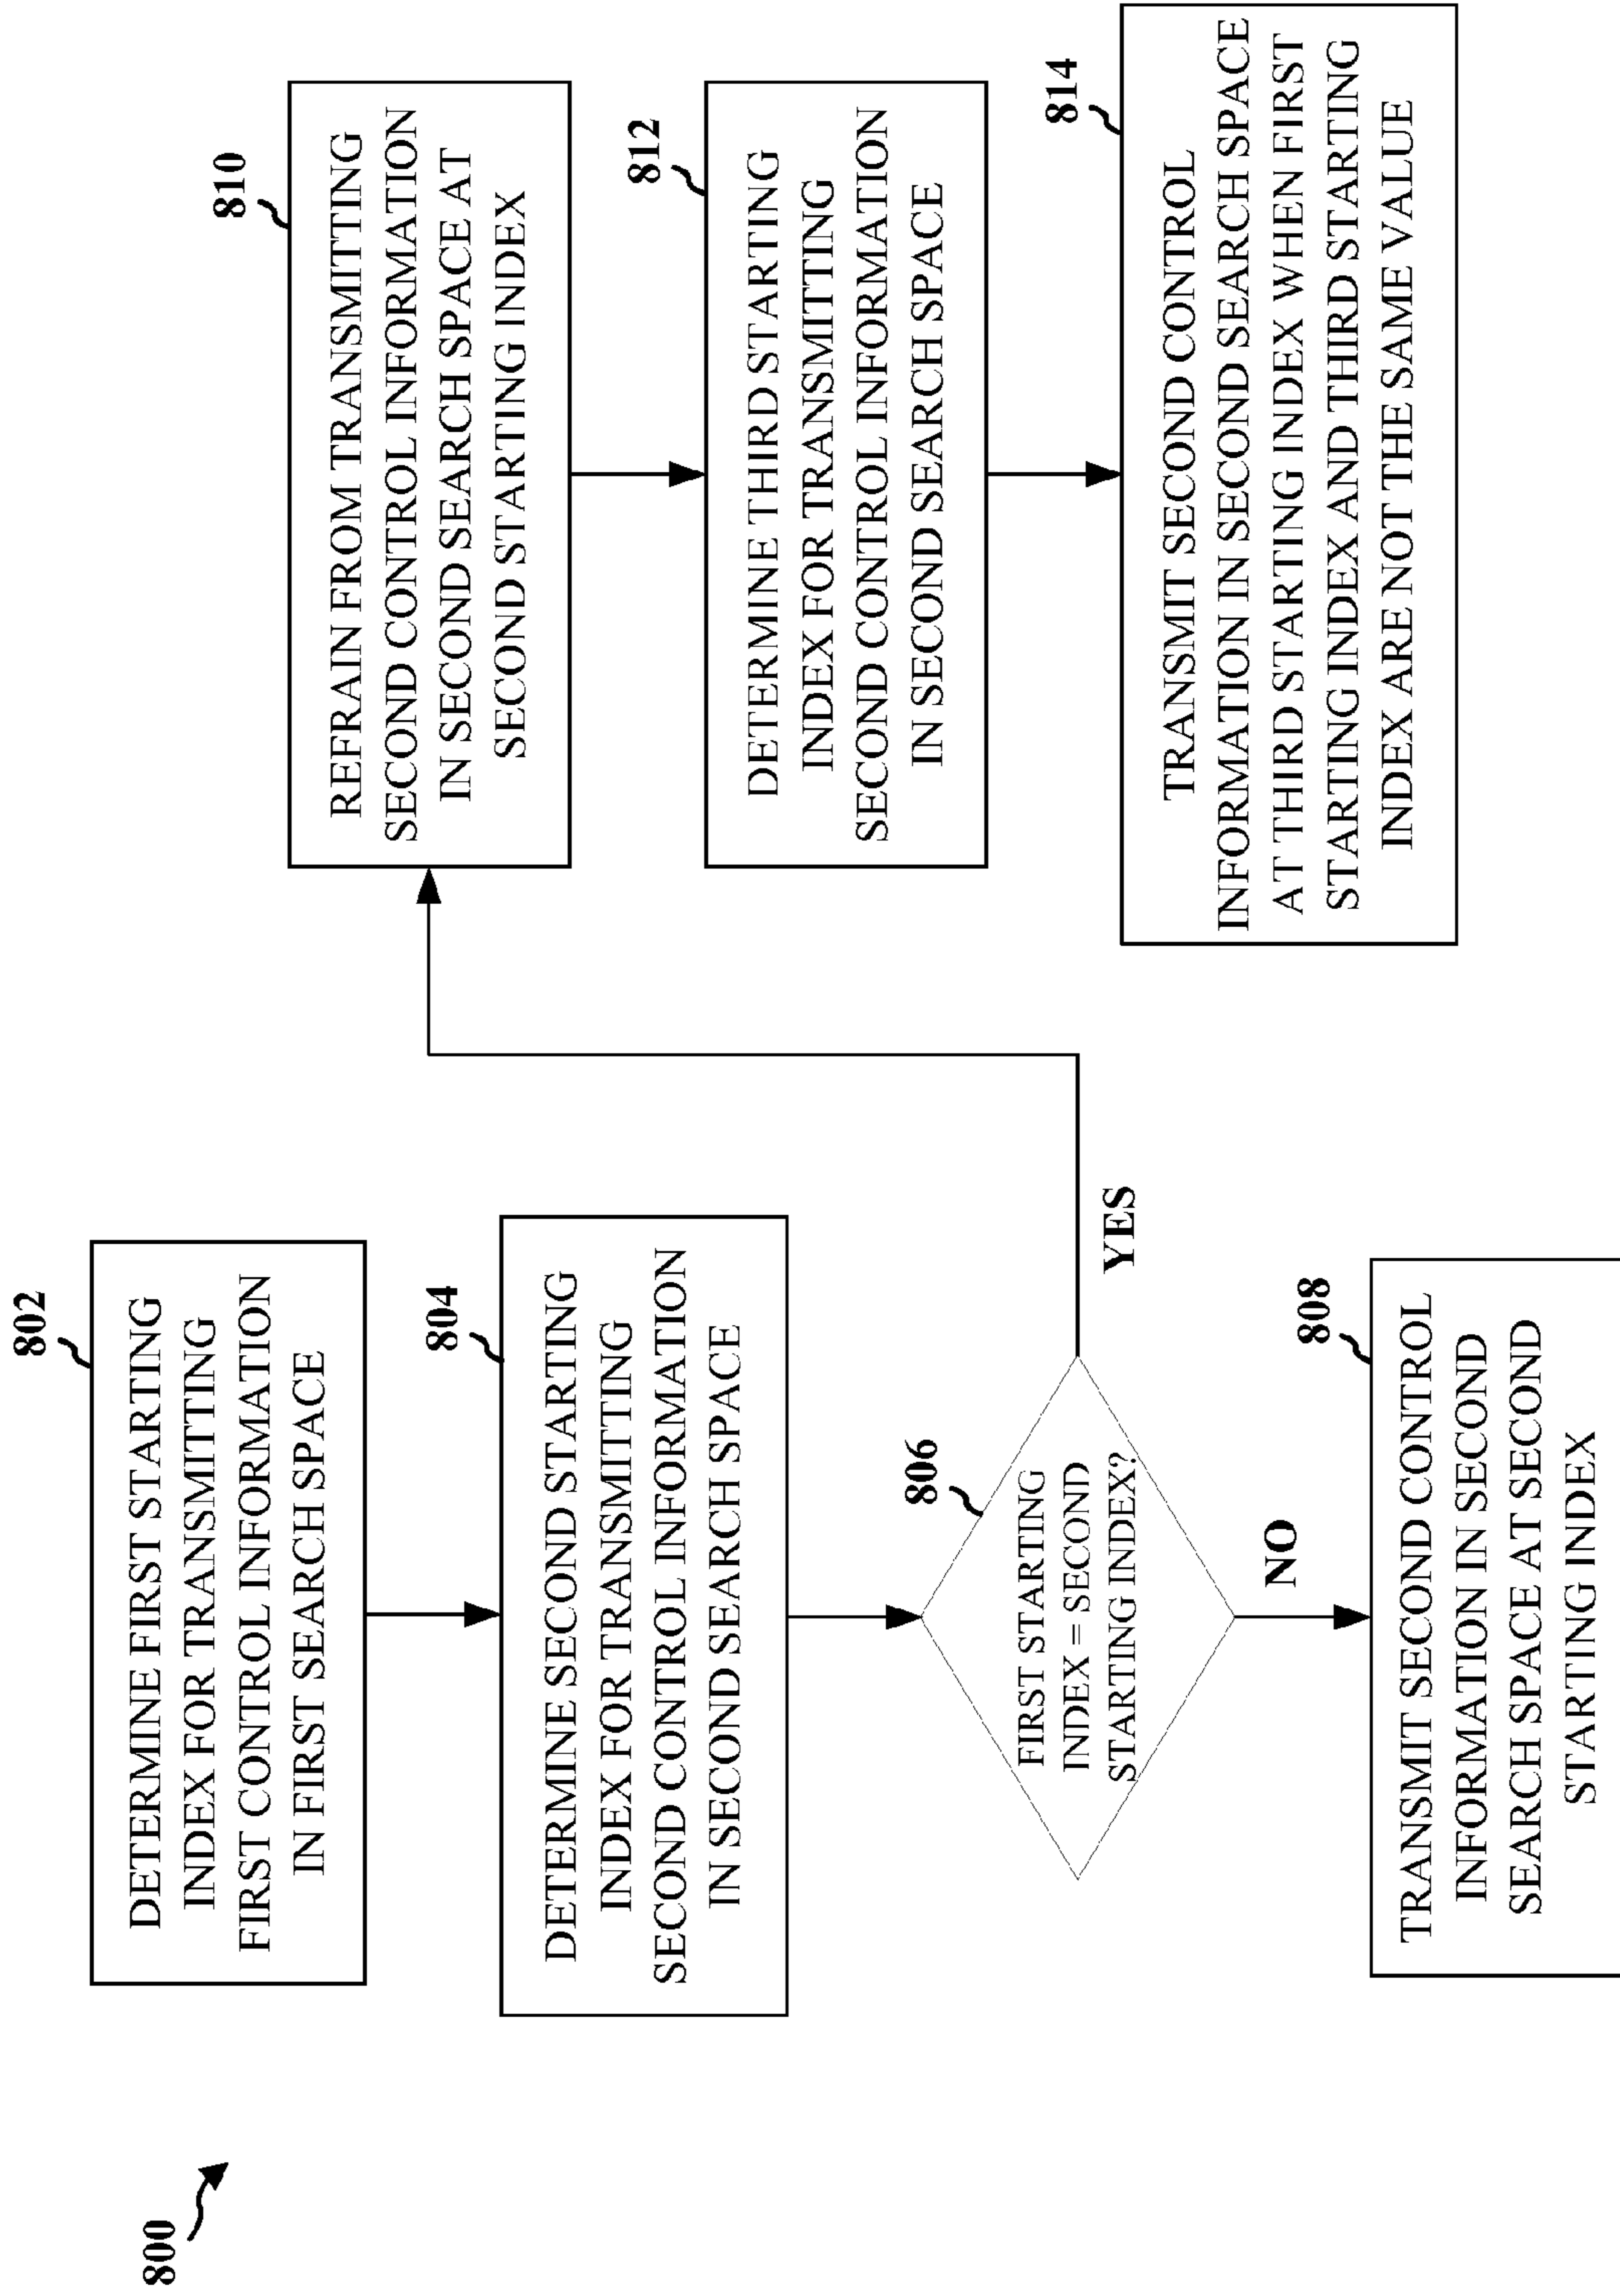 800
802
DETERMINE FIRST STARTING
INDEX FOR TRANSMITTING
FIRST CONTROL INFORMATION
IN FIRST SEARCH SPACE
804
DETERMINE SECOND STARTING
INDEX FOR TRANSMITTING
SECOND CONTROL INFORMATION
IN SECOND SEARCH SPACE
806
FIRST STARTING
INDEX = SECOND
STARTING INDEX?
YES
NO
808
TRANSMIT SECOND CONTROL
INFORMATION IN SECOND
SEARCH SPACE AT SECOND
STARTING INDEX
810
REFRAIN FROM TRANSMITTING
SECOND CONTROL INFORMATION
IN SECOND SEARCH SPACE AT
SECOND STARTING INDEX
812
DETERMINE THIRD STARTING
INDEX FOR TRANSMITTING
SECOND CONTROL INFORMATION
IN SECOND SEARCH SPACE
814
TRANSMIT SECOND CONTROL
INFORMATION IN SECOND SEARCH SPACE
AT THIRD STARTING INDEX WHEN FIRST
STARTING INDEX AND THIRD STARTING
INDEX ARE NOT THE SAME VALUE